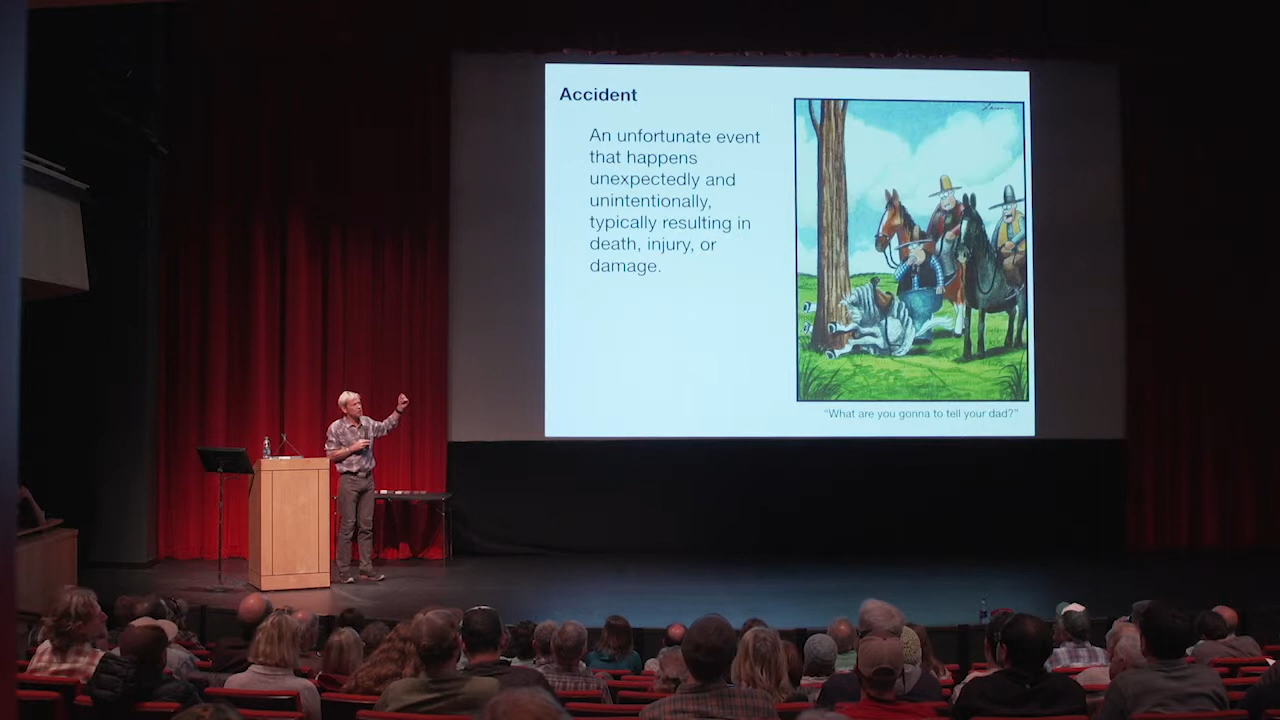 Accident
An unfortunate event
that happens
unexpectedly and
unintentionally,
typically resulting in
death, injury, or
damage.
"What are you gonna to tell your dad?"